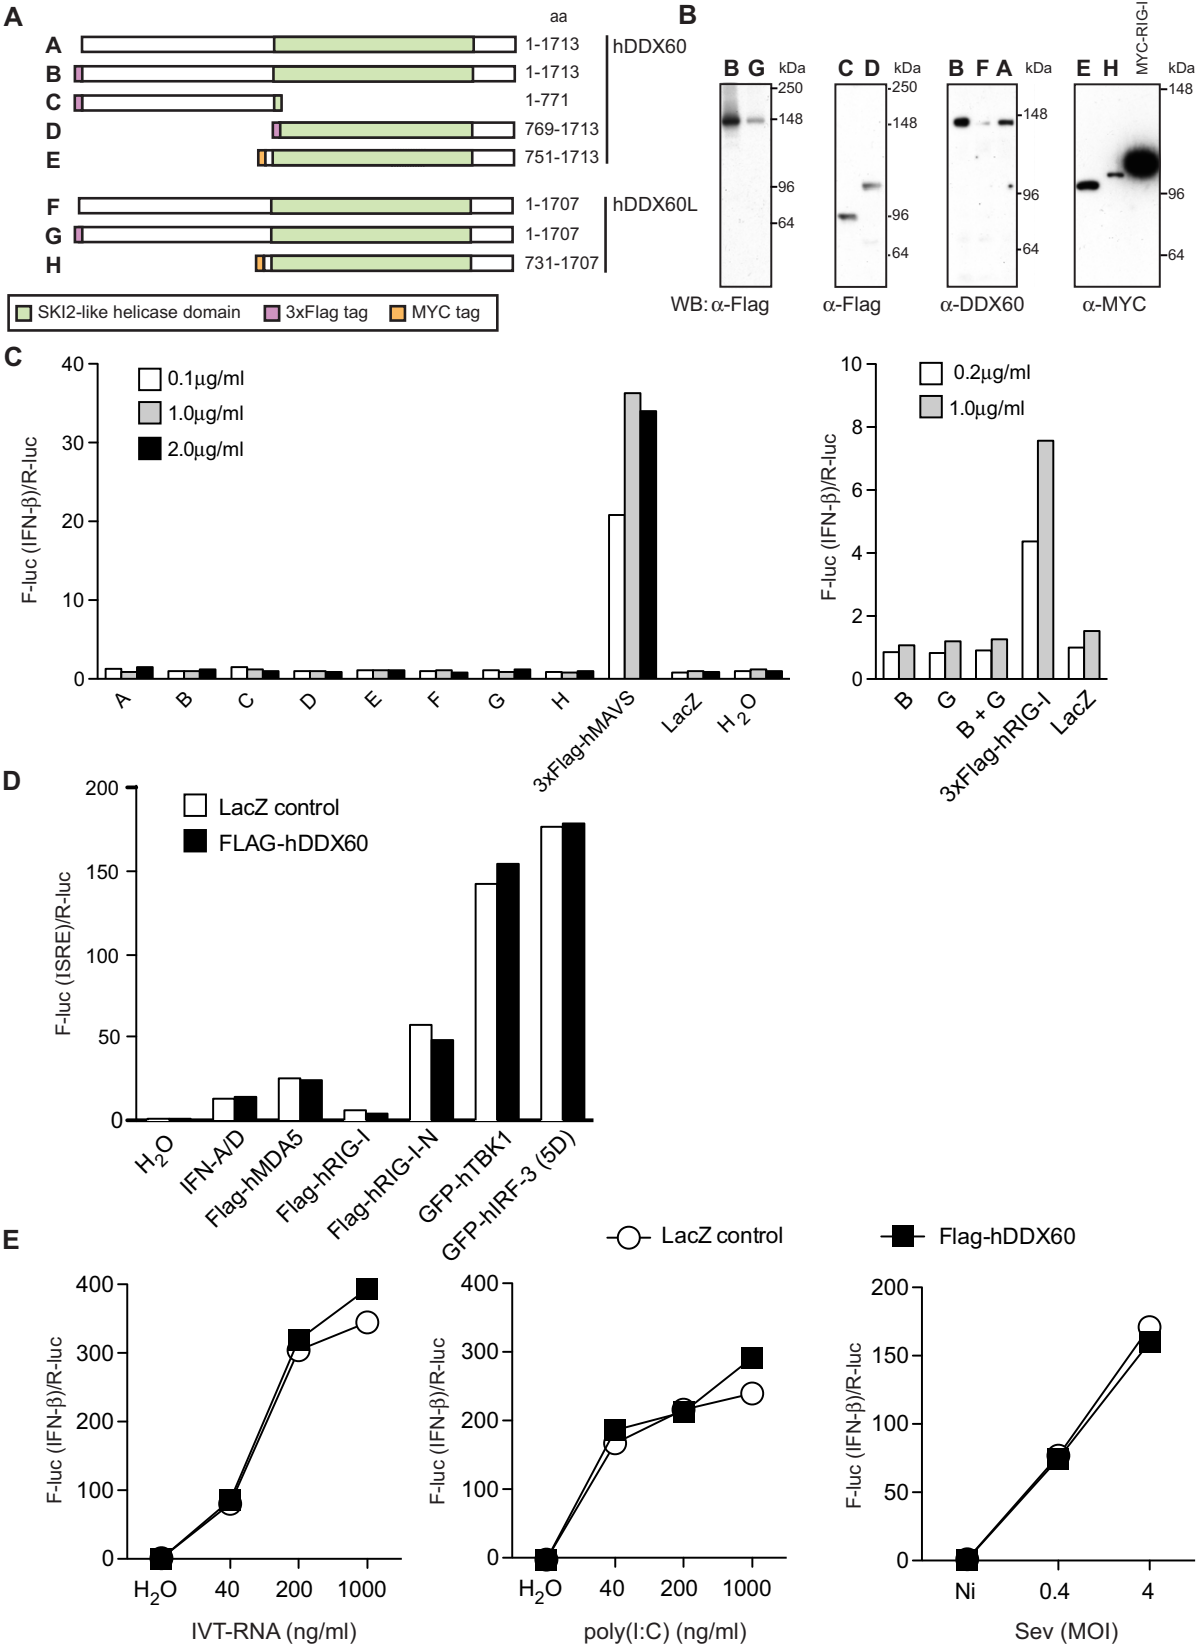 A
aa
A 1-1713 hDDX60
B 1-1713
C 1-771
D 769-1713
E 751-1713
F 1-1707 hDDX60L
G 1-1707
H 731-1707
SKI2-like helicase domain 3xFlag tag MYC tag
B
B G kDa
250
148
96
64
WB: α-Flag
C D kDa
250
148
96
64
α-Flag
B F A kDa
148
96
64
α-DDX60
E H MYC-RIG-I kDa
148
96
64
α-MYC
C
F-luc (IFN-β)/R-luc
40
30
20
10
0
0.1µg/ml
1.0µg/ml
2.0µg/ml
A B C D E F G H 3xFlag-hMAVS LacZ H2O
F-luc (IFN-β)/R-luc
10
8
6
4
2
0
0.2µg/ml
1.0µg/ml
B G B + G 3xFlag-hRIG-I LacZ
D
F-luc (ISRE)/R-luc
200
150
100
50
0
LacZ control
FLAG-hDDX60
H2O IFN-A/D Flag-hMDA5 Flag-hRIG-I Flag-hRIG-I-N GFP-hTBK1 GFP-hIRF-3 (5D)
E
LacZ control Flag-hDDX60
F-luc (IFN-β)/R-luc
400
300
200
100
0
H2O 40 200 1000
IVT-RNA (ng/ml)
F-luc (IFN-β)/R-luc
400
300
200
100
0
H2O 40 200 1000
poly(I:C) (ng/ml)
F-luc (IFN-β)/R-luc
200
150
100
50
0
Ni 0.4 4
Sev (MOI)